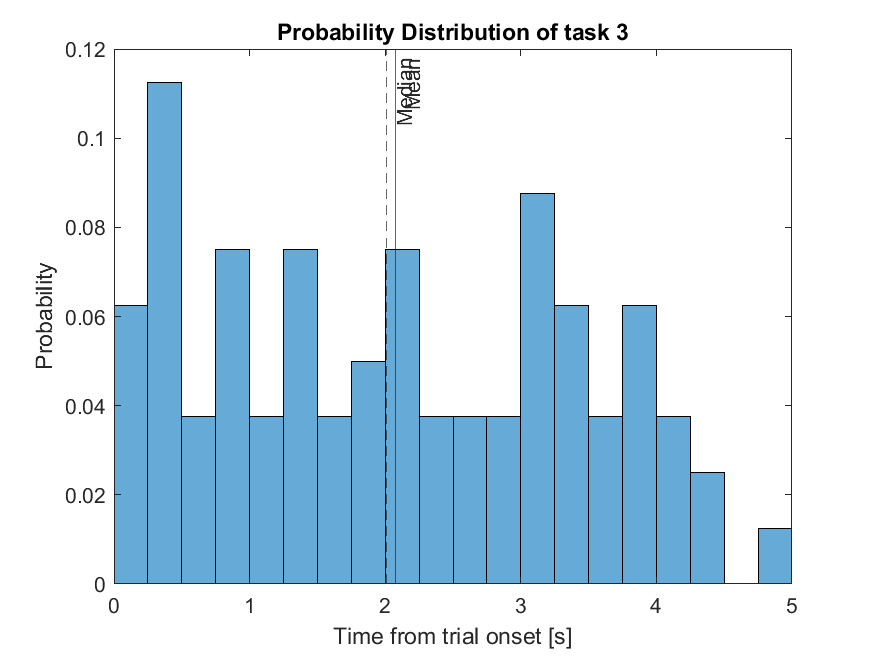 Probability Distribution of task 3
0.12
0.1
0.08
0.06
0.04
0.02
0
Probability
Median
Mean
0
1
2
3
4
5
Time from trial onset [s]